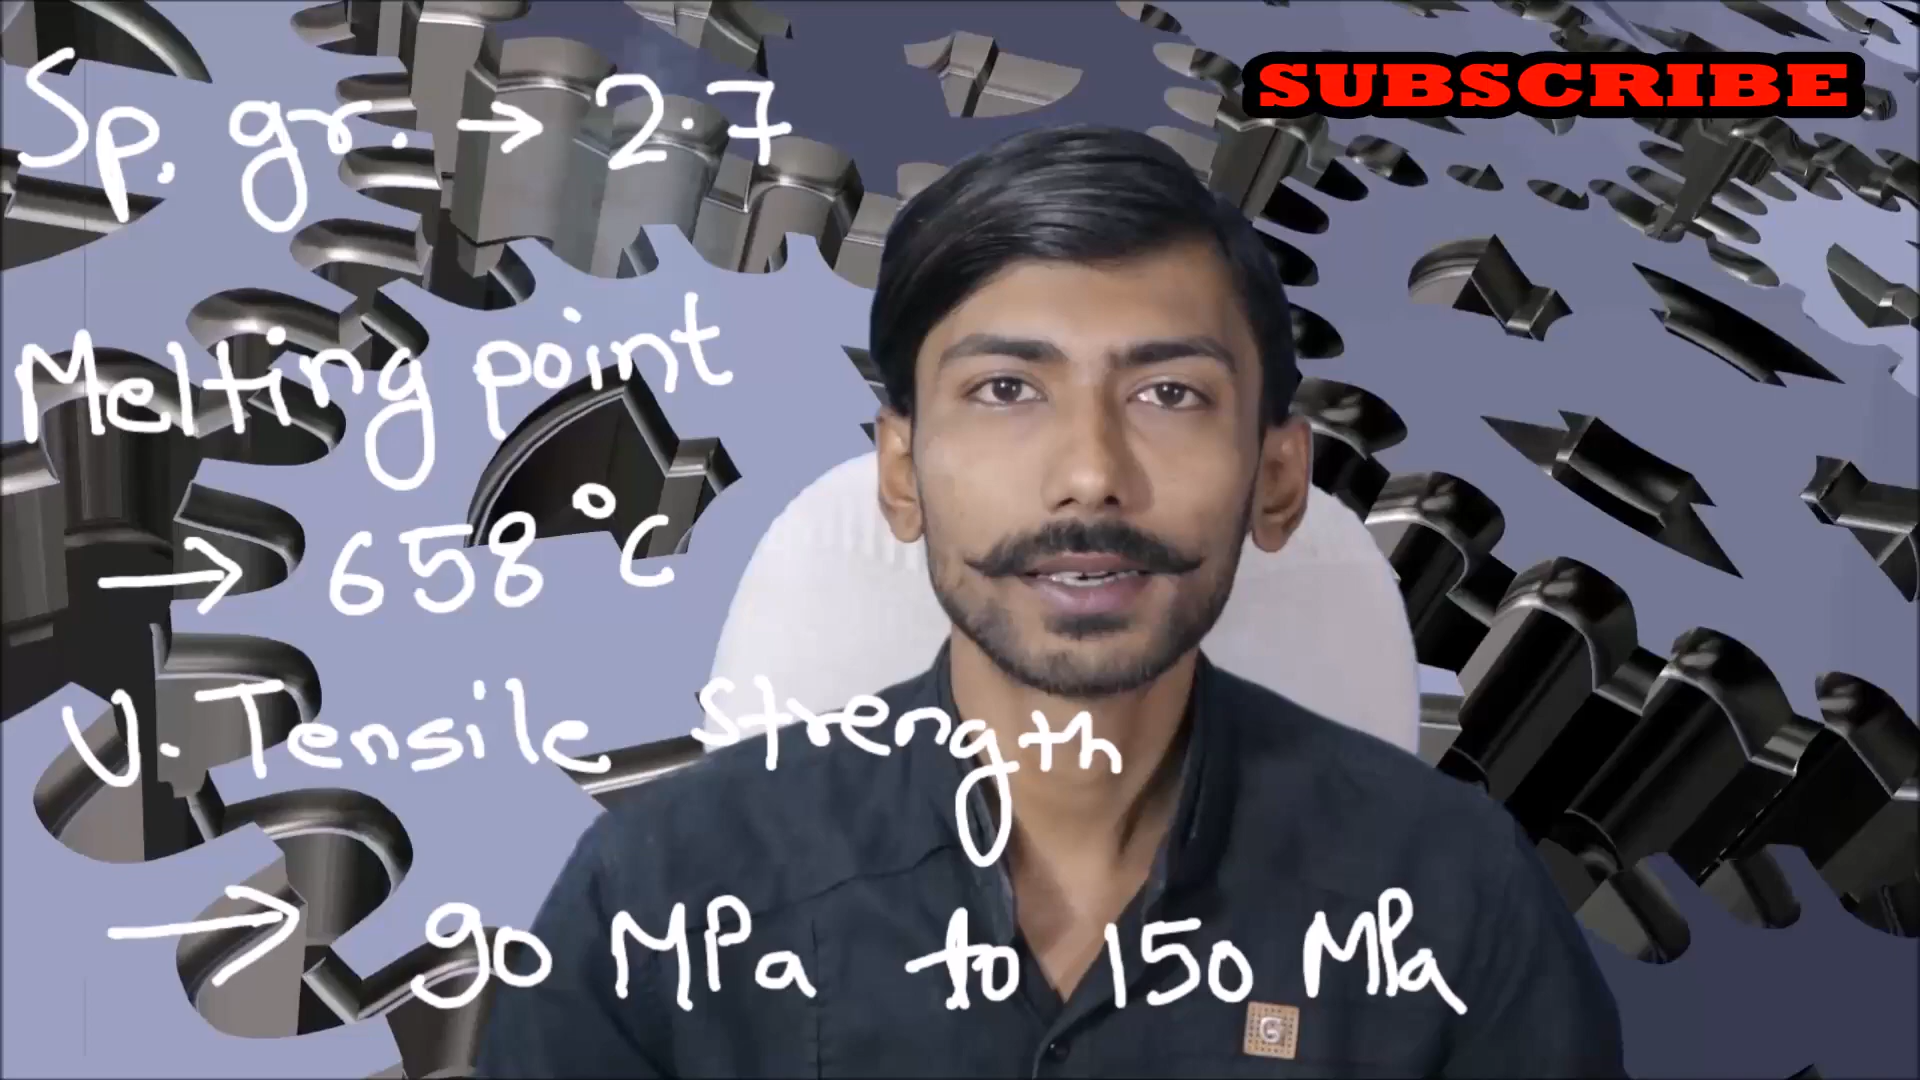 SUBSCRIBE
Sp. gr. → 2.7
Melting point
→ 658°C
U. Tensile strength
→ 90 MPa to 150 MPa
G